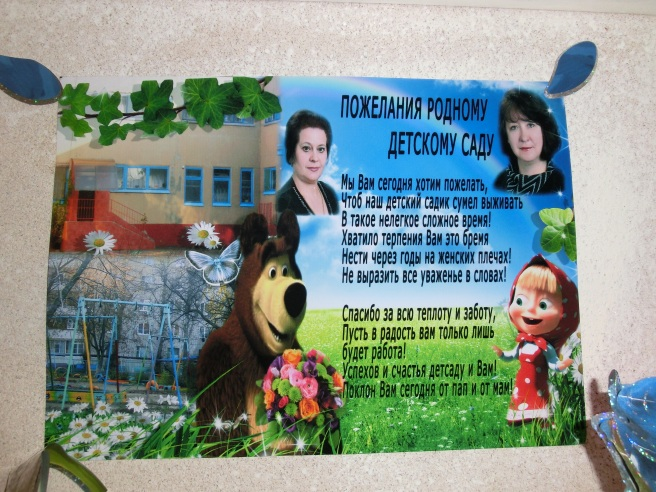 ПОЖЕЛАНИЯ РОДНОМУ
ДЕТСКОМУ САДУ
Мы Вам сегодня хотим пожелать,
Чтоб наш детский садик сумел выживать
В такое нелегкое сложное время!
Хватило терпения Вам это бремя
Нести через годы на женских плечах!
Не выразить все уваженье в словах!
Спасибо за всю теплоту и заботу,
Пусть в радость вам только лишь
будет работа!
Успехов и счастья детсаду и Вам!
Поклон Вам сегодня от пап и от мам!